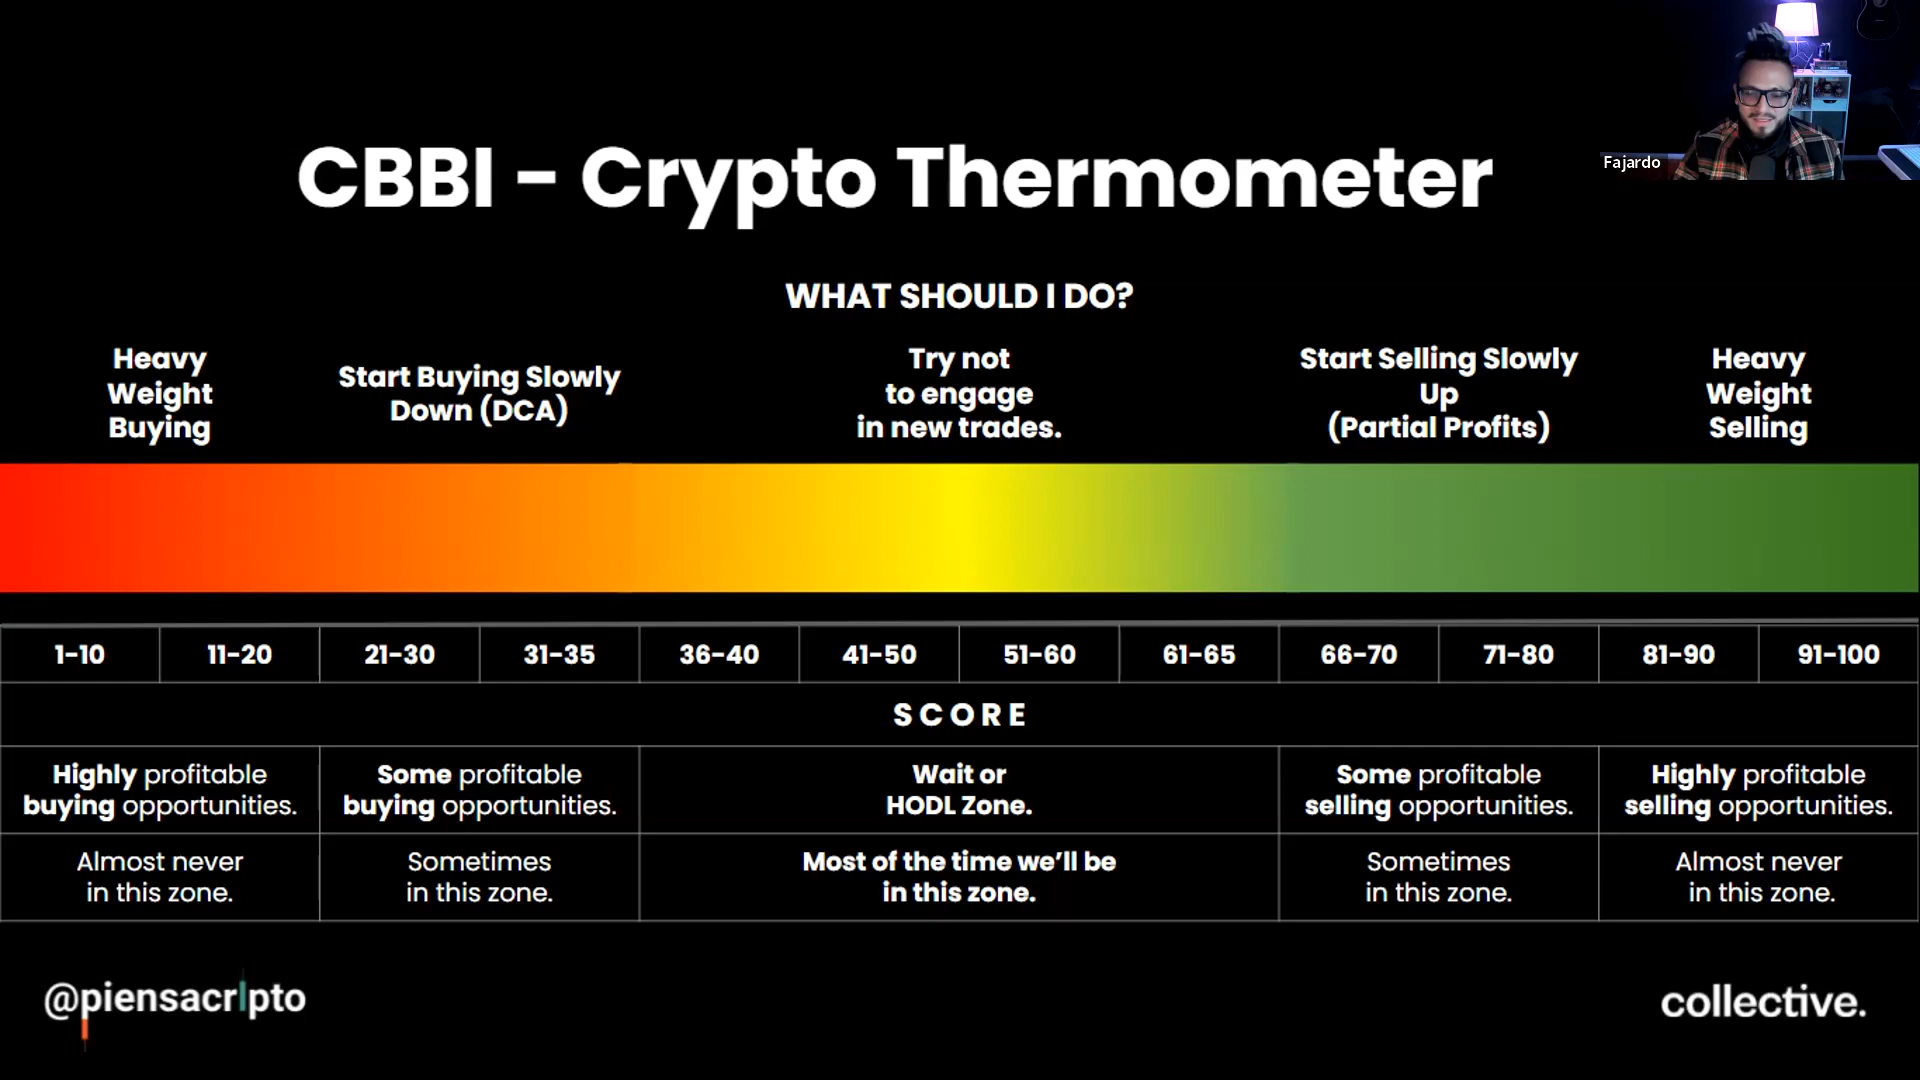 Fajardo
CBBI - Crypto Thermometer
WHAT SHOULD I DO?
Heavy
Weight
Buying
Start Buying Slowly
Down (DCA)
Try not
to engage
in new trades.
Start Selling Slowly
Up
(Partial Profits)
Heavy
Weight
Selling
1-10 11-20 21-30 31-35 36-40 41-50 51-60 61-65 66-70 71-80 81-90 91-100
SCORE
Highly profitable
buying opportunities.
Some profitable
buying opportunities.
Wait or
HODL Zone.
Some profitable
selling opportunities.
Highly profitable
selling opportunities.
Almost never
in this zone.
Sometimes
in this zone.
Most of the time we'll be
in this zone.
Sometimes
in this zone.
Almost never
in this zone.
@piensacrIpto
collective.